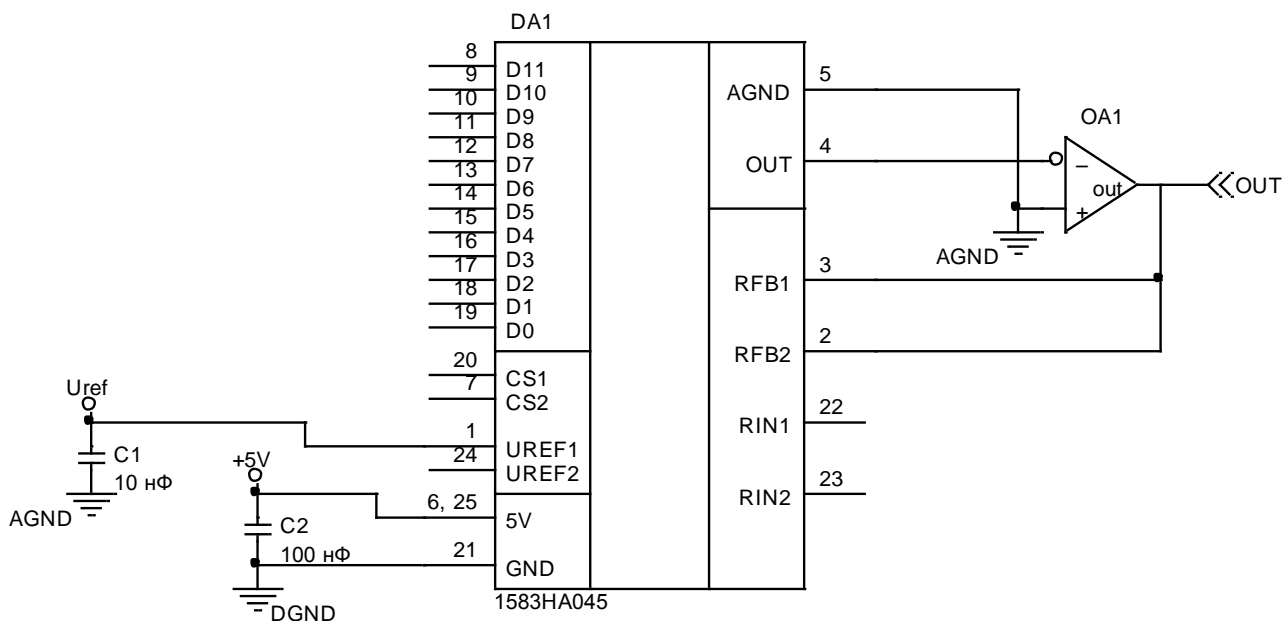 DA1
8
D11
9
D10
10
D9
11
D8
12
D7
13
D6
14
D5
15
D4
16
D3
17
D2
18
D1
19
D0
20
CS1
7
CS2
1
UREF1
24
UREF2
6, 25
5V
21
GND
1583НА045
AGND
5
OUT
4
RFB1
3
RFB2
2
RIN1
22
RIN2
23
OA1
−
out
+
OUT
AGND
Uref
C1
10 нФ
AGND
+5V
C2
100 нФ
DGND